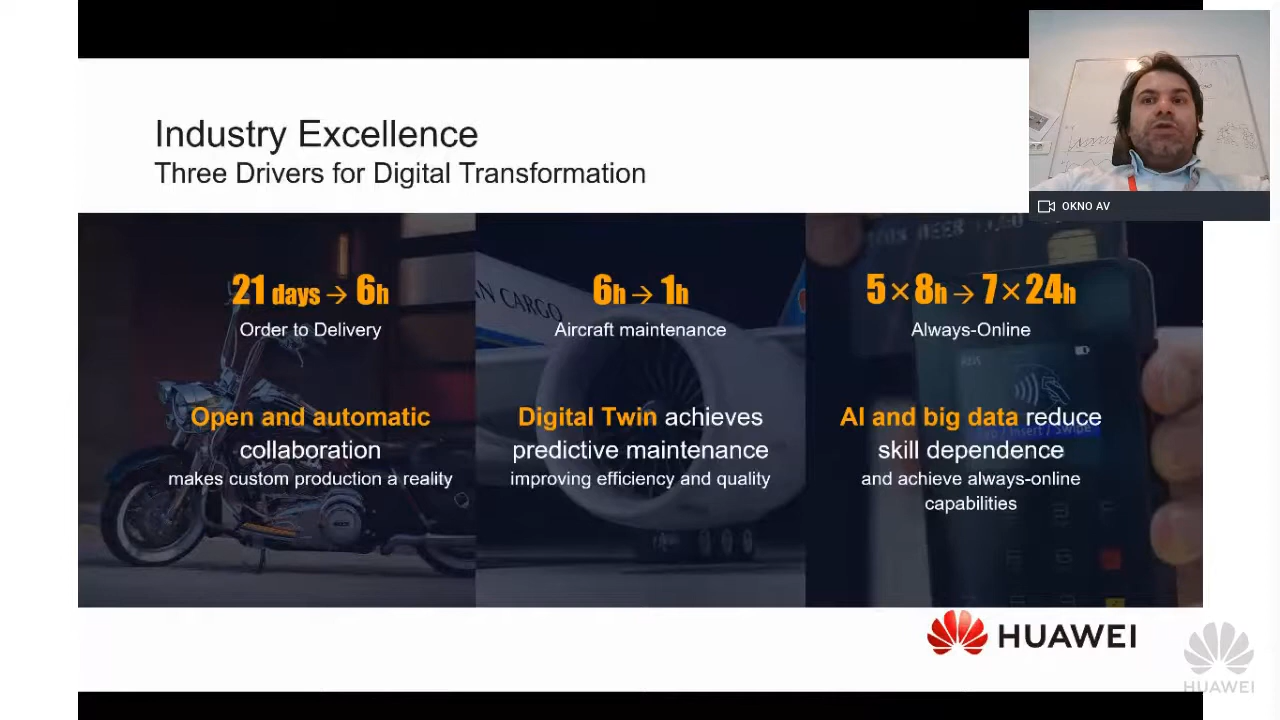 Industry Excellence
Three Drivers for Digital Transformation
OKNO AV
21 days → 6h
Order to Delivery
Open and automatic
collaboration
makes custom production a reality
6h → 1h
Aircraft maintenance
Digital Twin achieves
predictive maintenance
improving efficiency and quality
5×8h → 7×24h
Always-Online
AI and big data reduce
skill dependence
and achieve always-online
capabilities
CARGO
HUAWEI
HUAWEI